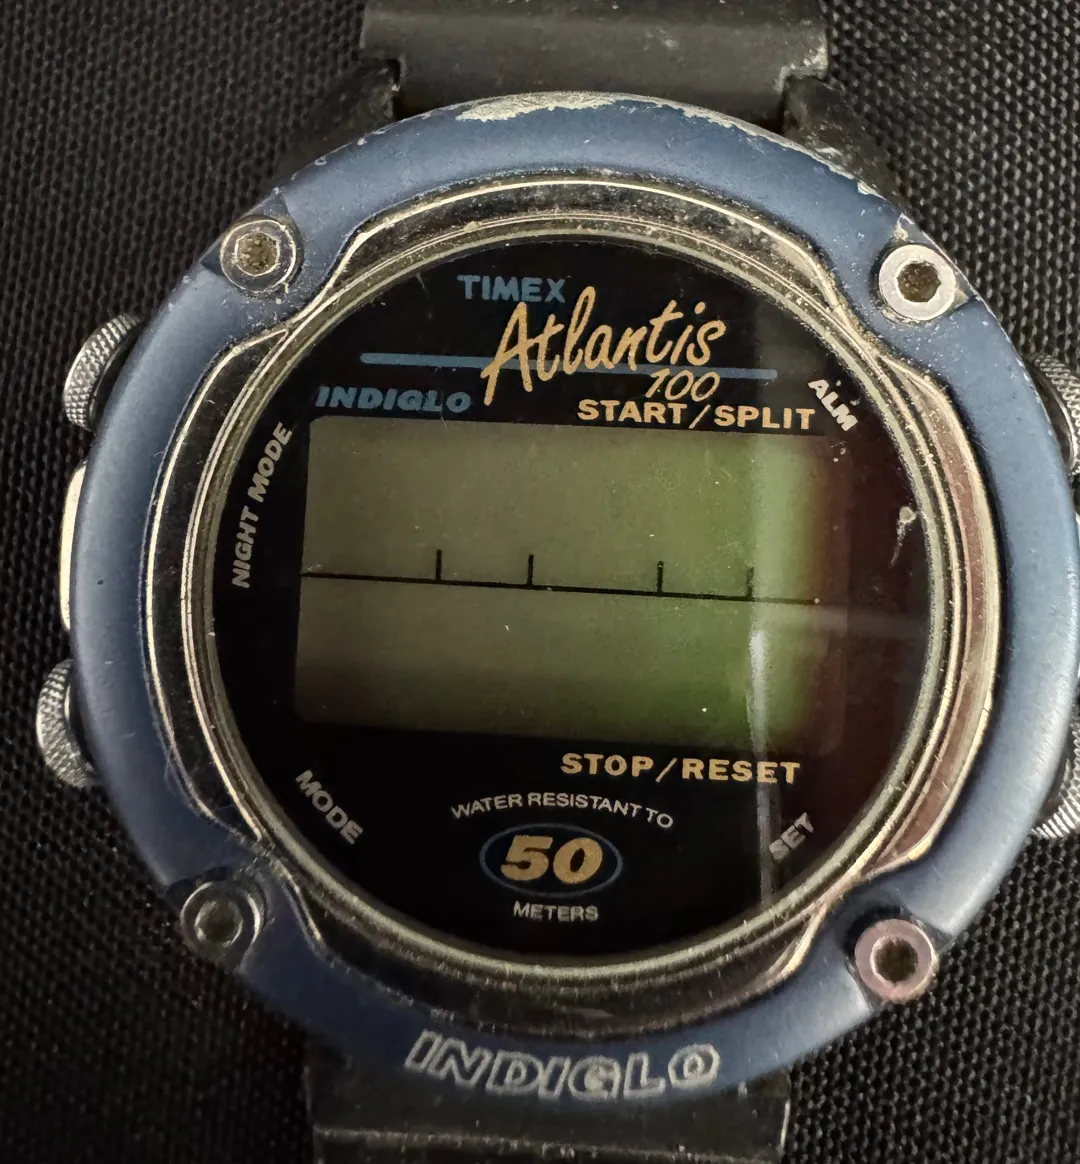 TIMEX
Atlantis
100
INDIGLO
START/SPLIT
ALM
NIGHT MODE
STOP/RESET
MODE
SET
WATER RESISTANT TO
50
METERS
INDIGLO